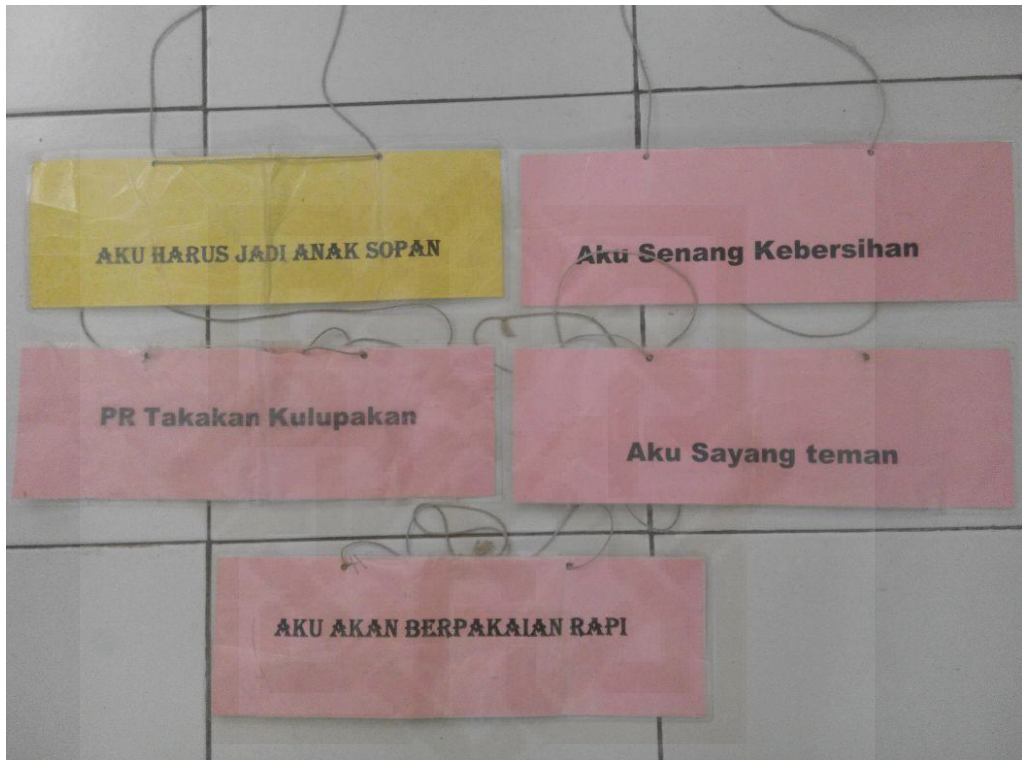 AKU HARUS JADI ANAK SOPAN
Aku Senang Kebersihan
PR Takakan Kulupakan
Aku Sayang teman
AKU AKAN BERPAKAIAN RAPI